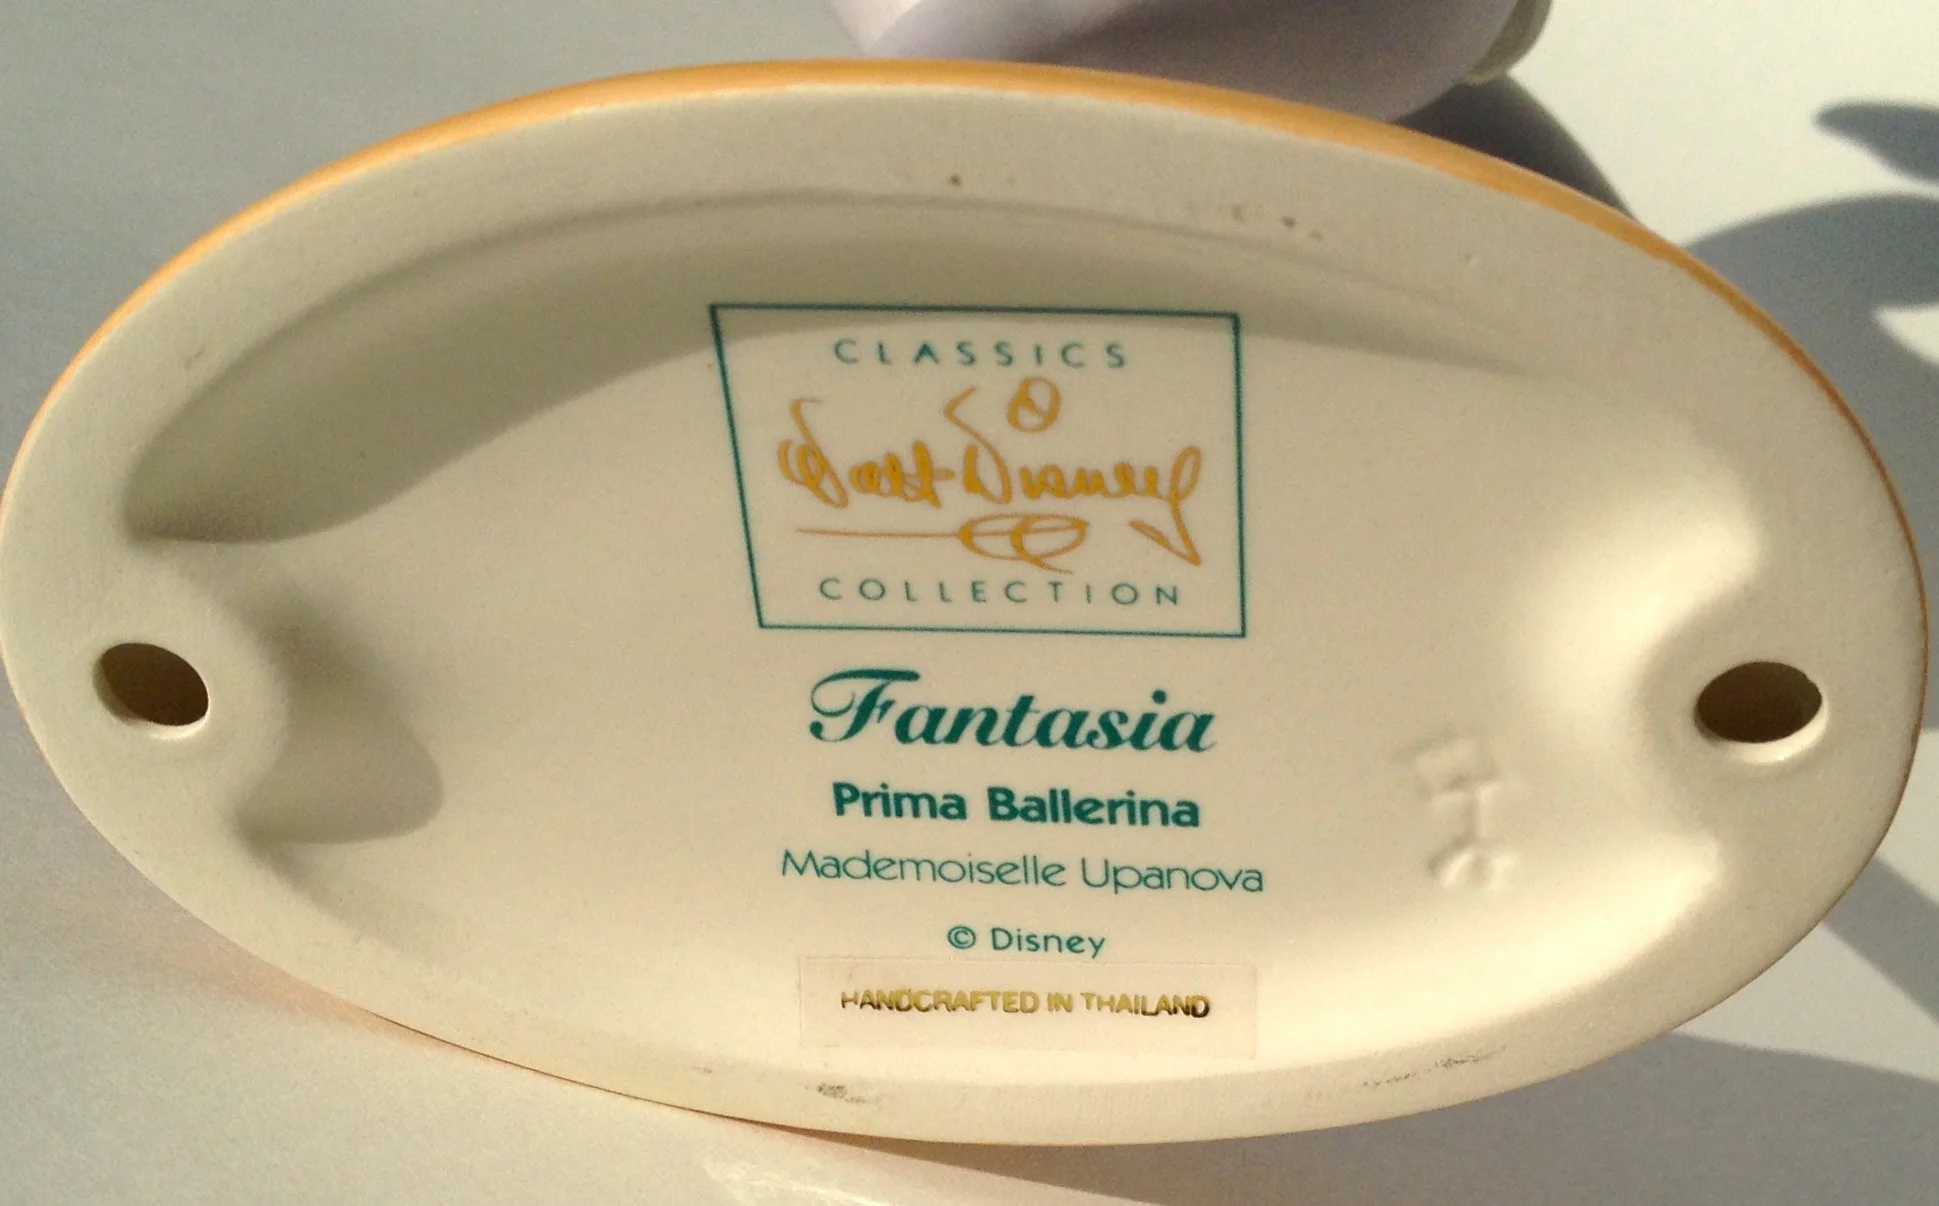 CLASSICS
Walt Disney
COLLECTION
Fantasia
Prima Ballerina
Mademoiselle Upanova
© Disney
HANDCRAFTED IN THAILAND